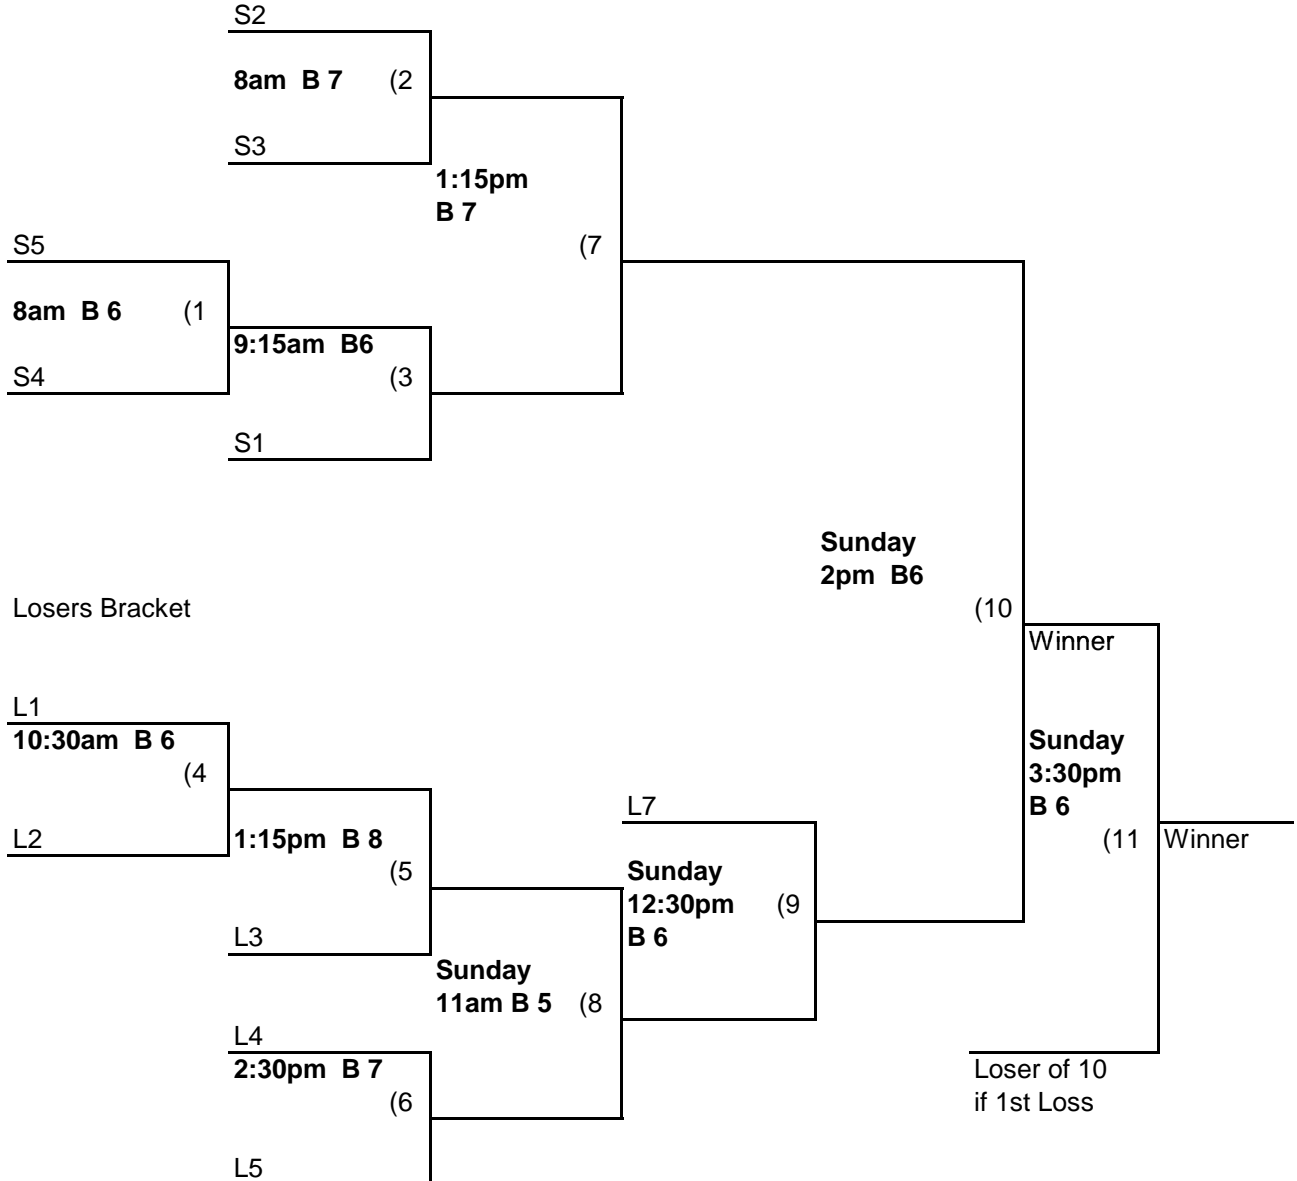 S2
8am  B 7 (2
S3
1:15pm
B 7
S5 (7
8am  B 6 (1
9:15am  B6
S4 (3
S1
Sunday
2pm  B6
Losers Bracket (10
Winner
L1
10:30am  B 6 Sunday
(4 3:30pm
L7 B 6
L2 1:15pm  B 8 (11 Winner
(5 Sunday
12:30pm (9
L3 B 6
Sunday
11am B 5 (8
L4
2:30pm  B 7 Loser of 10
(6 if 1st Loss
L5